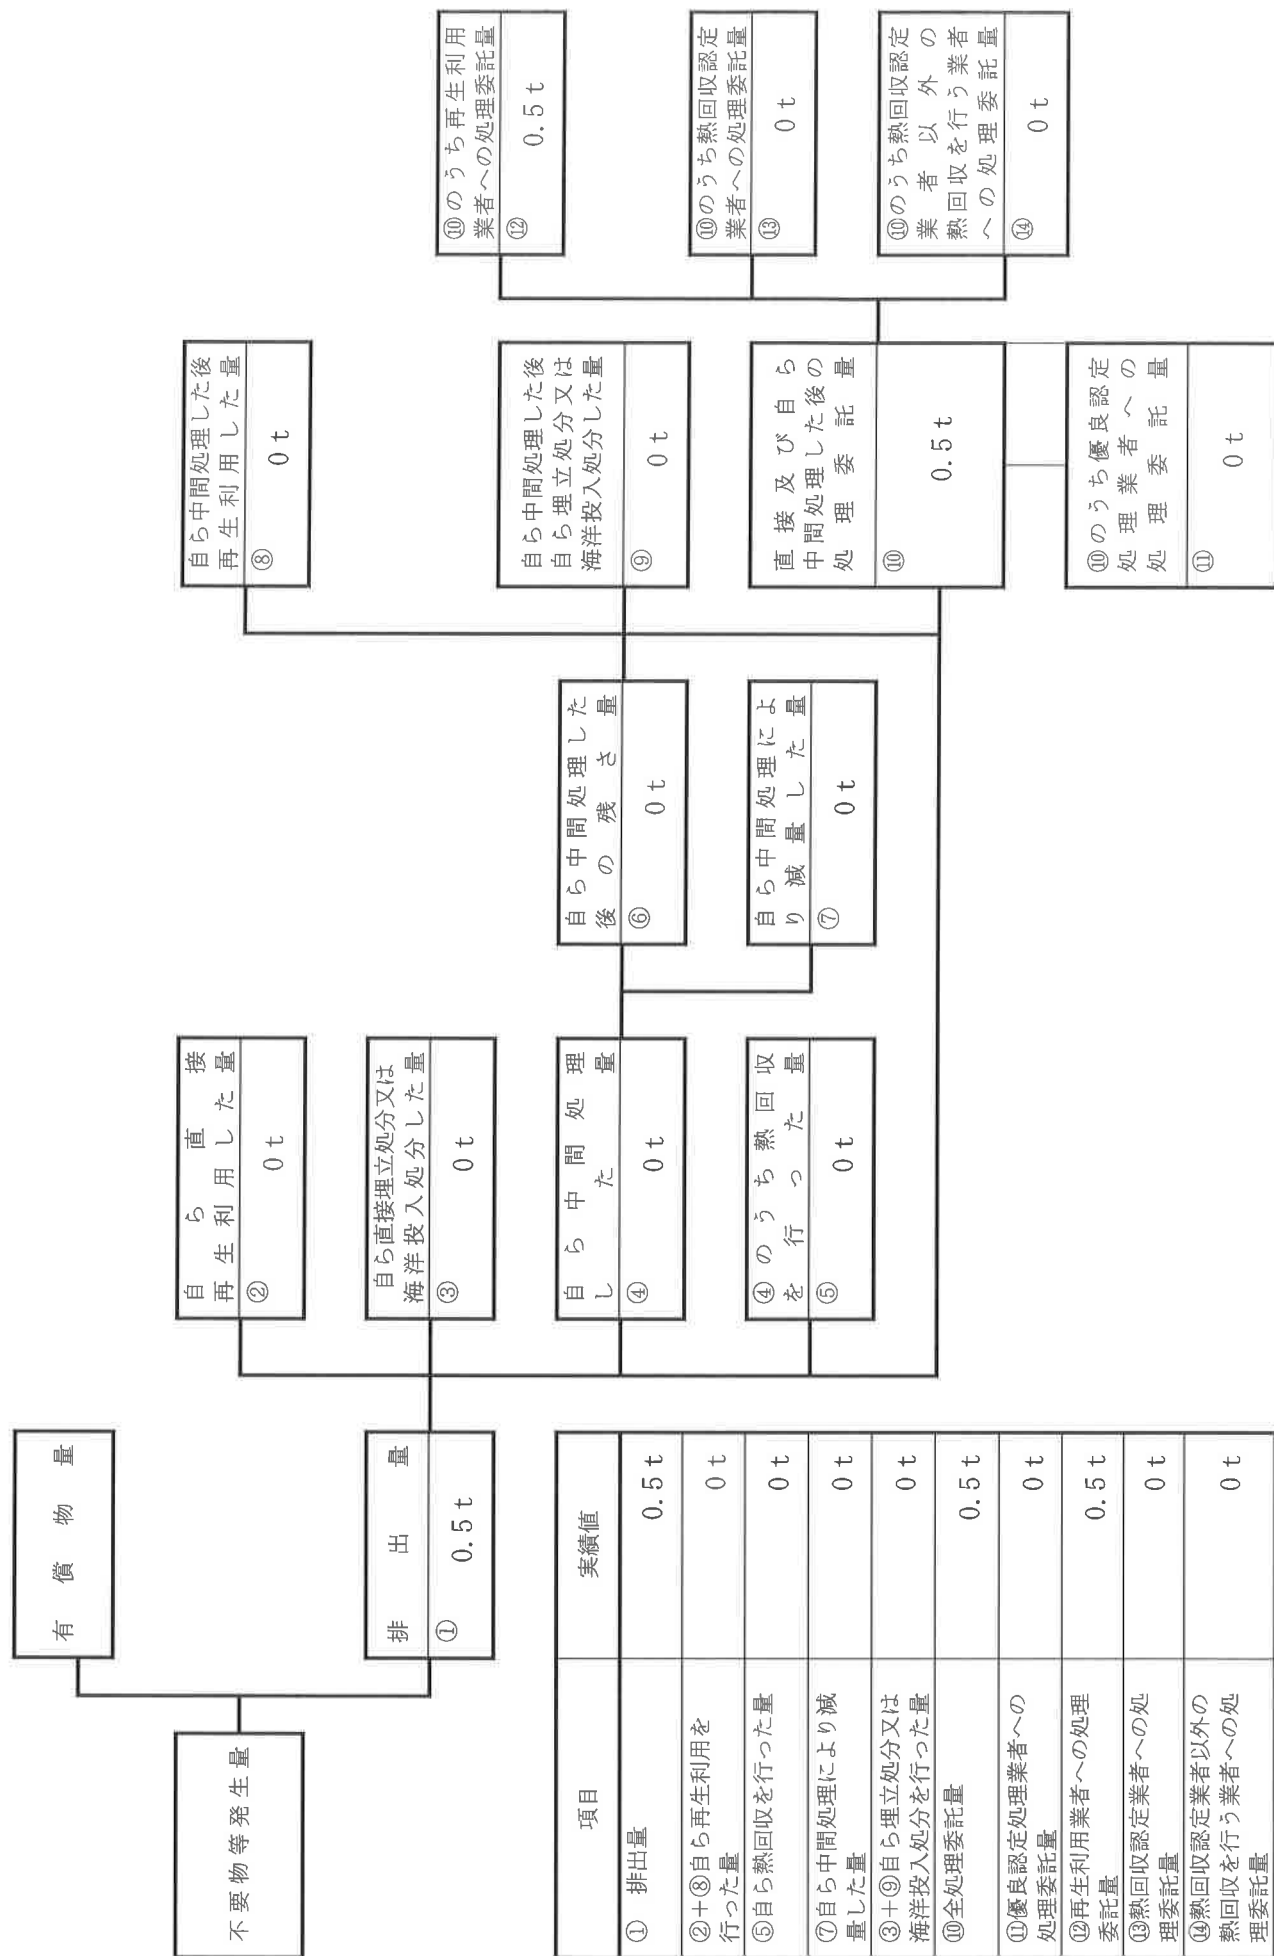 不要物等発生量
有償物量
排出量
① 0.5t
自ら直接
再生利用した量
② 0t
自ら直接埋立処分又は
海洋投入処分した量
③ 0t
自ら中間処理
した量
④ 0t
④のうち熱回収
を行った量
⑤ 0t
自ら中間処理した
後の残さ量
⑥ 0t
自ら中間処理によ
り減量した量
⑦ 0t
自ら中間処理した後
再生利用した量
⑧ 0t
自ら中間処理した後
自ら埋立処分又は
海洋投入処分した量
⑨ 0t
直接及び自ら
中間処理した後の
処理委託量
⑩ 0.5t
⑩のうち優良認定
処理業者への
処理委託量
⑪ 0t
⑩のうち再生利用
業者への処理委託量
⑫ 0.5t
⑩のうち熱回収認定
業者への処理委託量
⑬ 0t
⑩のうち熱回収認定
業者以外の
熱回収を行う業者
への処理委託量
⑭ 0t
項目 実績値
① 排出量 0.5t
②+⑧自ら再生利用を
行った量 0t
⑤自ら熱回収を行った量 0t
⑦自ら中間処理により減
量した量 0t
③+⑨自ら埋立処分又は
海洋投入処分を行った量 0t
⑩全処理委託量 0.5t
⑪優良認定処理業者への
処理委託量 0t
⑫再生利用業者への処理
委託量 0.5t
⑬熱回収認定業者への処
理委託量 0t
⑭熱回収認定業者以外の
熱回収を行う業者への処
理委託量 0t